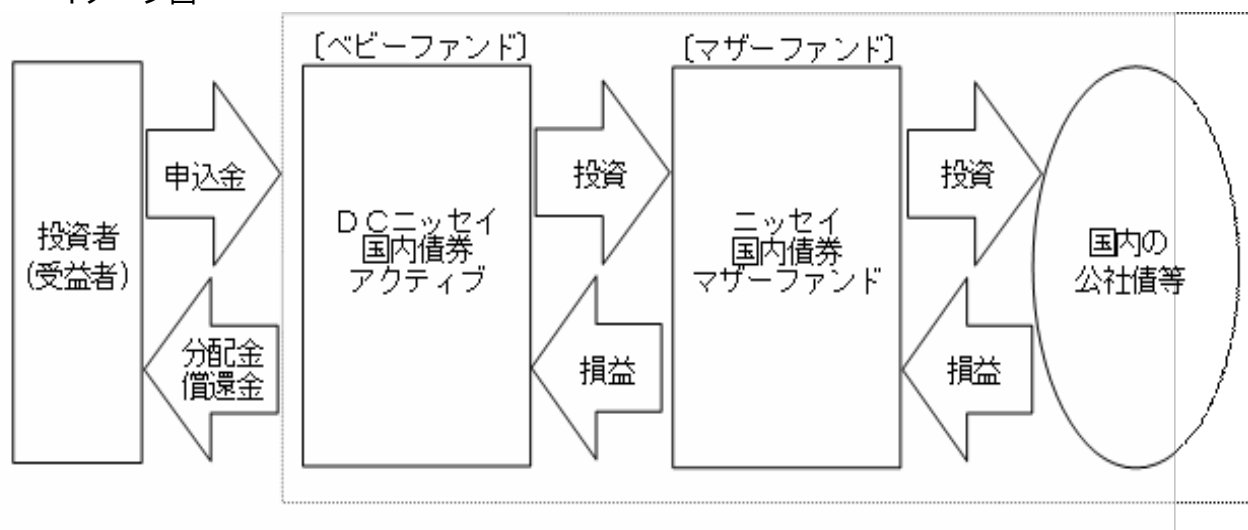 〔ベビーファンド〕
〔マザーファンド〕
投資者
(受益者)
申込金
分配金
償還金
DCニッセイ
国内債券
アクティブ
投資
損益
ニッセイ
国内債券
マザーファンド
投資
損益
国内の
公社債等